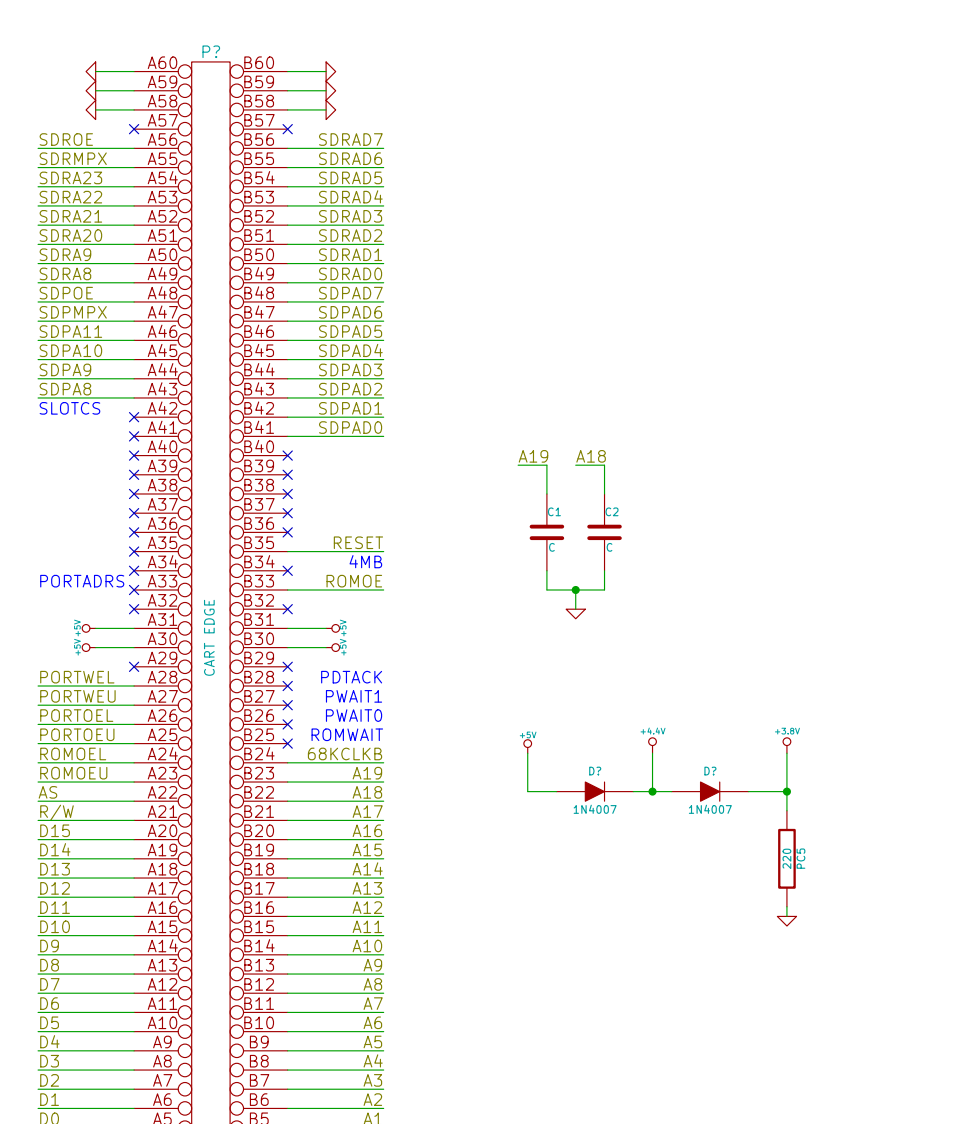 P?
A60 B60
A59 B59
A58 B58
A57 B57
SDROE A56 B56 SDRAD7
SDRMPX A55 B55 SDRAD6
SDRA23 A54 B54 SDRAD5
SDRA22 A53 B53 SDRAD4
SDRA21 A52 B52 SDRAD3
SDRA20 A51 B51 SDRAD2
SDRA9 A50 B50 SDRAD1
SDRA8 A49 B49 SDRAD0
SDPOE A48 B48 SDPAD7
SDPMPX A47 B47 SDPAD6
SDPA11 A46 B46 SDPAD5
SDPA10 A45 B45 SDPAD4
SDPA9 A44 B44 SDPAD3
SDPA8 A43 B43 SDPAD2
SLOTCS A42 B42 SDPAD1
A41 B41 SDPAD0
A40 B40
A39 B39
A38 B38
A37 B37
A36 B36
A35 B35 RESET
A34 B34 4MB
PORTADRS A33 B33 ROMOE
A32 B32
+5V A31 B31 +5V
+5V A30 B30 +5V
CART EDGE
A29 B29
PORTWEL A28 B28 PDTACK
PORTWEU A27 B27 PWAIT1
PORTOEL A26 B26 PWAIT0
PORTOEU A25 B25 ROMWAIT
ROMOEL A24 B24 68KCLKB
ROMOEU A23 B23 A19
AS A22 B22 A18
R/W A21 B21 A17
D15 A20 B20 A16
D14 A19 B19 A15
D13 A18 B18 A14
D12 A17 B17 A13
D11 A16 B16 A12
D10 A15 B15 A11
D9 A14 B14 A10
D8 A13 B13 A9
D7 A12 B12 A8
D6 A11 B11 A7
D5 A10 B10 A6
D4 A9 B9 A5
D3 A8 B8 A4
D2 A7 B7 A3
D1 A6 B6 A2
D0 A5 B5 A1
A19 A18
C1 C2
C C
+5V +4.4V +3.8V
D? D?
1N4007 1N4007
220
PC5